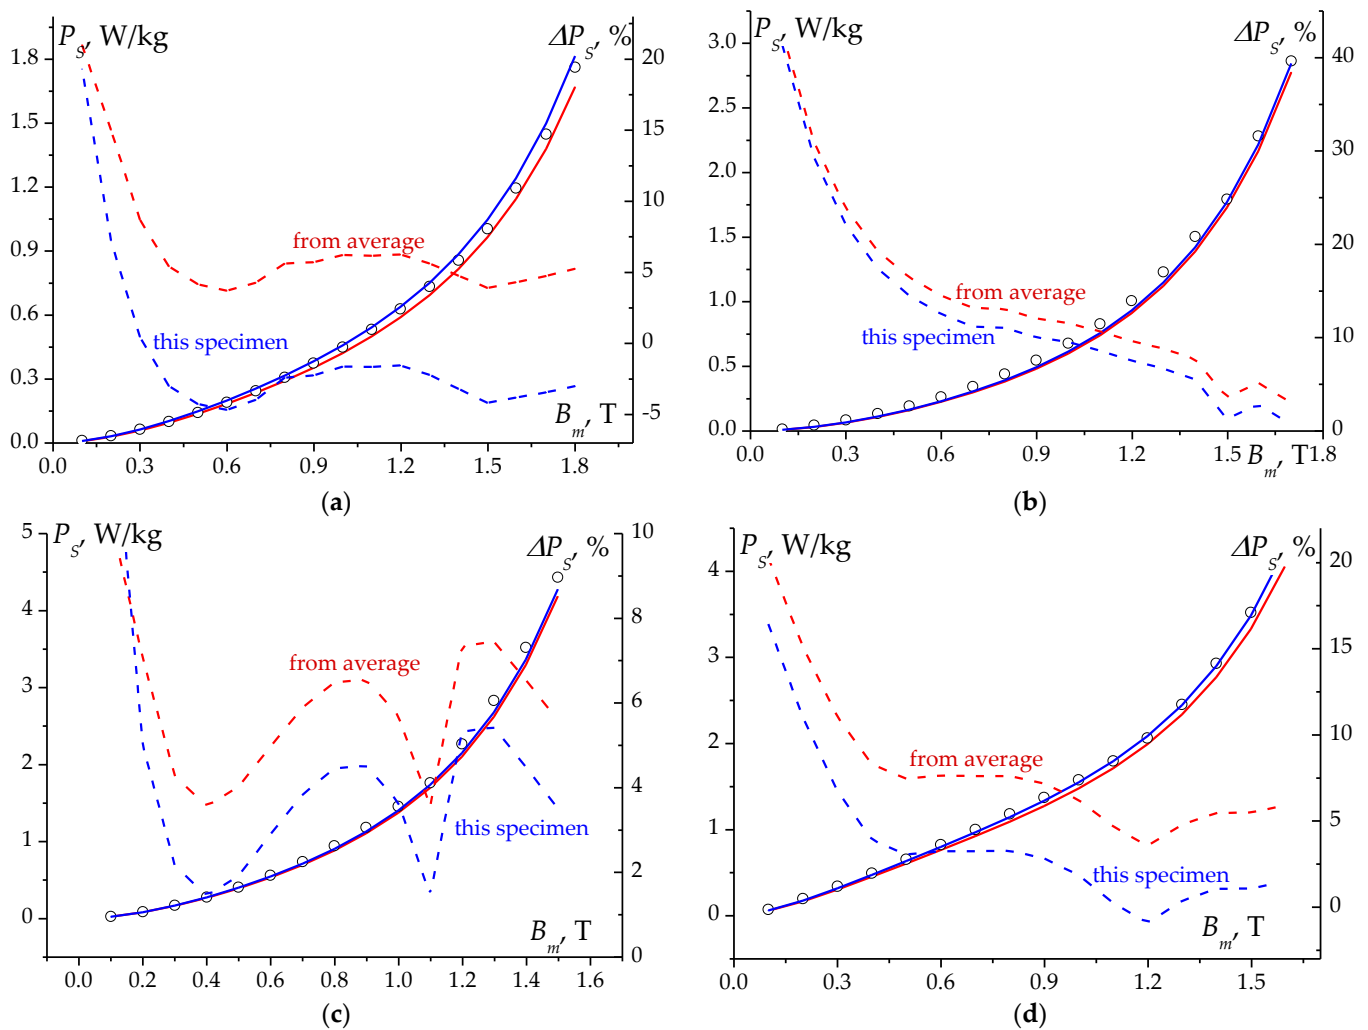 P_S, W/kg
ΔP_S, %
1.8
1.5
1.2
0.9
0.6
0.3
0.0
20
15
10
5
0
-5
from average
this specimen
B_m, T
0.0 0.3 0.6 0.9 1.2 1.5 1.8
(a)
P_S, W/kg
ΔP_S, %
3.0
2.5
2.0
1.5
1.0
0.5
0.0
40
30
20
10
0
from average
this specimen
0.0 0.3 0.6 0.9 1.2 1.5 1.8
B_m, T
(b)
P_S, W/kg
ΔP_S, %
5
4
3
2
1
0
10
8
6
4
2
0
from average
this specimen
B_m, T
0.0 0.2 0.4 0.6 0.8 1.0 1.2 1.4 1.6
(c)
P_S, W/kg
ΔP_S, %
4
3
2
1
0
20
15
10
5
0
from average
this specimen
B_m, T
0.0 0.3 0.6 0.9 1.2 1.5
(d)